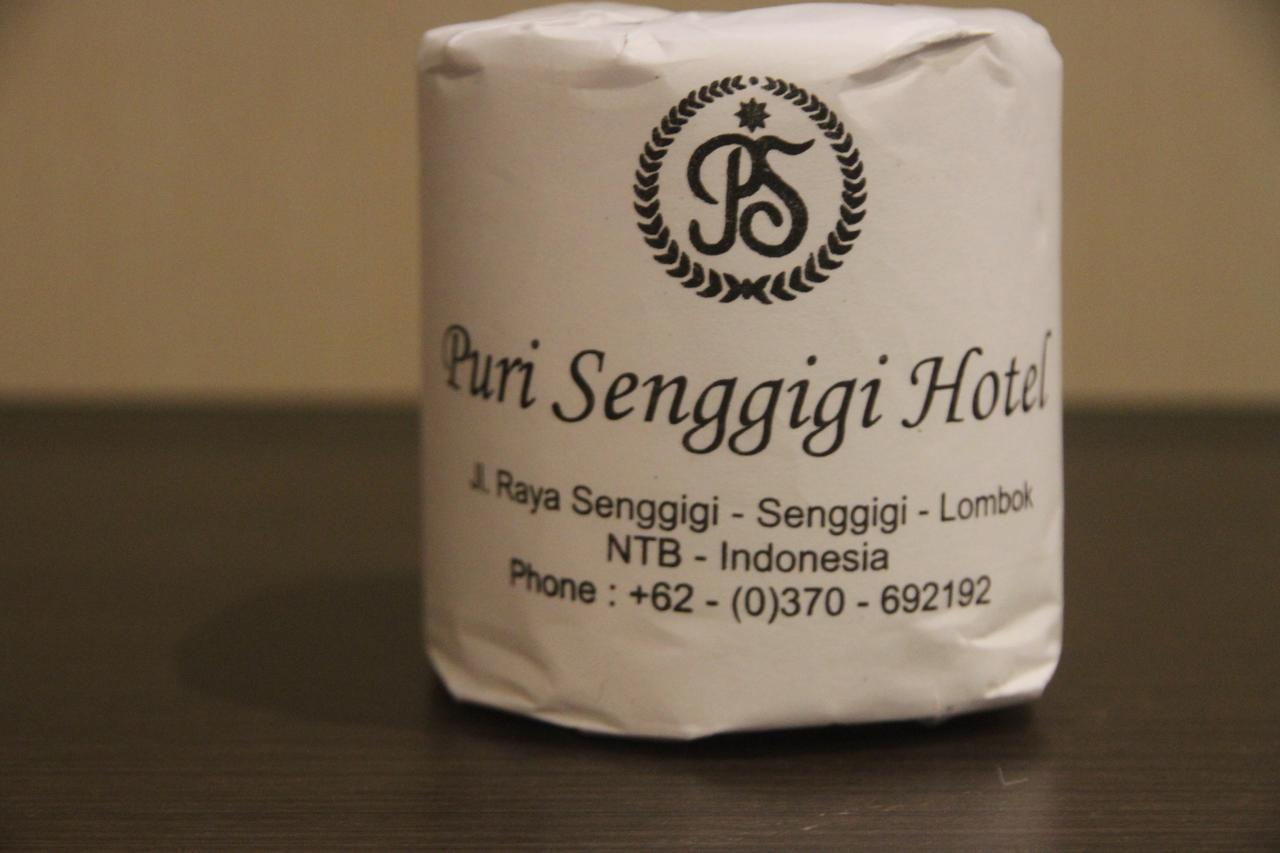 PS
Puri Senggigi Hotel
Jl. Raya Senggigi - Senggigi - Lombok
NTB - Indonesia
Phone : +62 - (0)370 - 692192